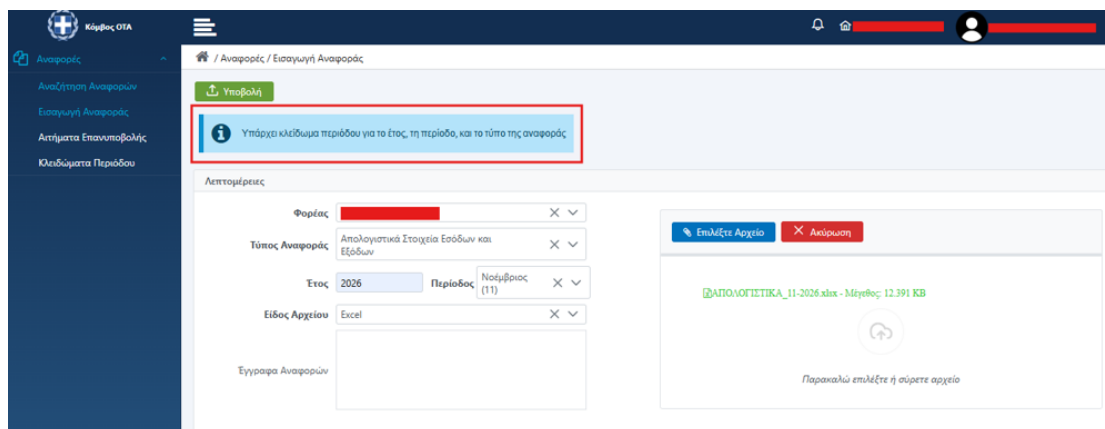 Κόμβος ΟΤΑ
Αναφορές
/ Αναφορές / Εισαγωγή Αναφοράς
Αναζήτηση Αναφορών
Εισαγωγή Αναφοράς
Αιτήματα Επανυποβολής
Κλειδώματα Περιόδου
Υποβολή
Υπάρχει κλείδωμα περιόδου για το έτος, τη περίοδο, και το τύπο της αναφοράς
Λεπτομέρειες
Φορέας
Τύπος Αναφοράς Απολογιστικά Στοιχεία Εσόδων και
Εξόδων
Έτος 2026 Περίοδος Νοέμβριος
(11)
Είδος Αρχείου Excel
Έγγραφα Αναφορών
Επιλέξτε Αρχείο Ακύρωση
ΑΠΟΛΟΓΙΣΤΙΚΑ_11-2026.xlsx - Μέγεθος: 12.391 KB
Παρακαλώ επιλέξτε ή σύρετε αρχείο